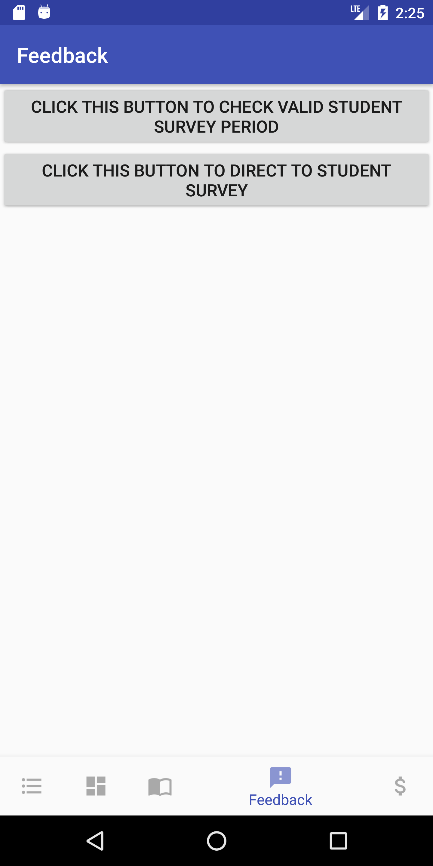 LTE 2:25
Feedback
CLICK THIS BUTTON TO CHECK VALID STUDENT
SURVEY PERIOD
CLICK THIS BUTTON TO DIRECT TO STUDENT
SURVEY
Feedback